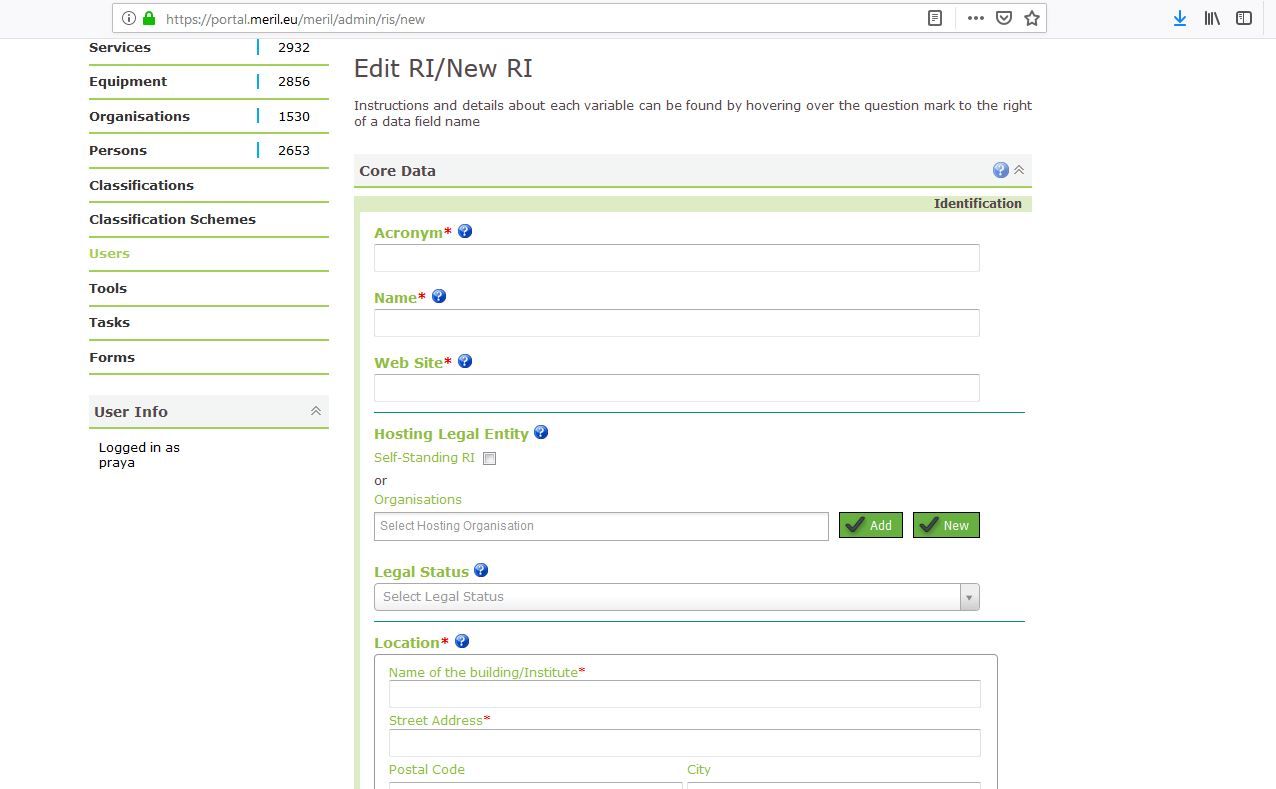 https://portal.meril.eu/meril/admin/ris/new
Services 2932
Equipment 2856
Organisations 1530
Persons 2653
Classifications
Classification Schemes
Users
Tools
Tasks
Forms
User Info
Logged in as
praya
Edit RI/New RI
Instructions and details about each variable can be found by hovering over the question mark to the right
of a data field name
Core Data
Identification
Acronym*
Name*
Web Site*
Hosting Legal Entity
Self-Standing RI
or
Organisations
Select Hosting Organisation Add New
Legal Status
Select Legal Status
Location*
Name of the building/Institute*
Street Address*
Postal Code City